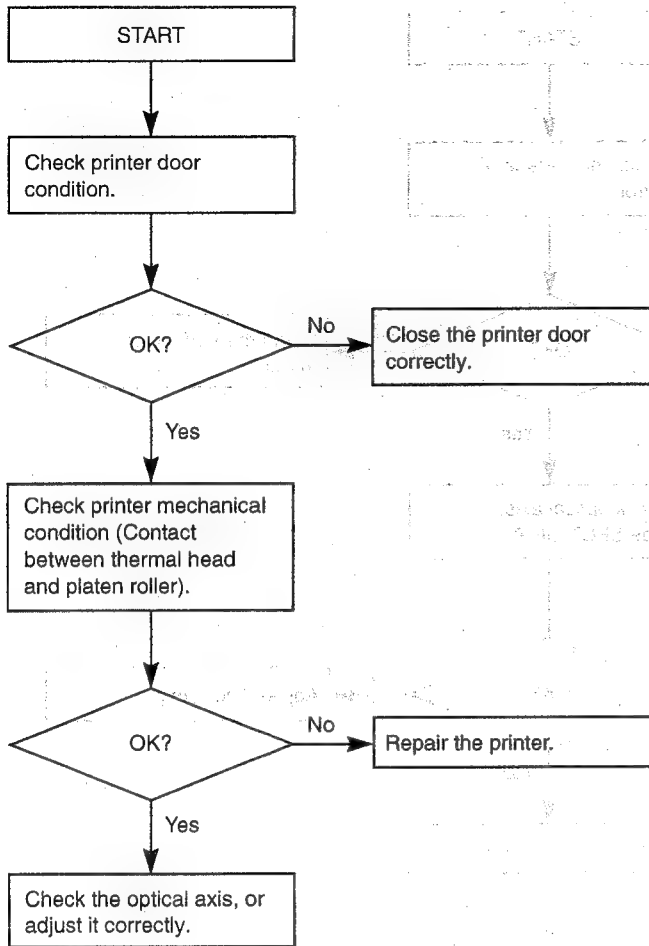 START
Check printer door
condition.
OK?
No
Close the printer door
correctly.
Yes
Check printer mechanical
condition (Contact
between thermal head
and platen roller).
OK?
No
Repair the printer.
Yes
Check the optical axis, or
adjust it correctly.